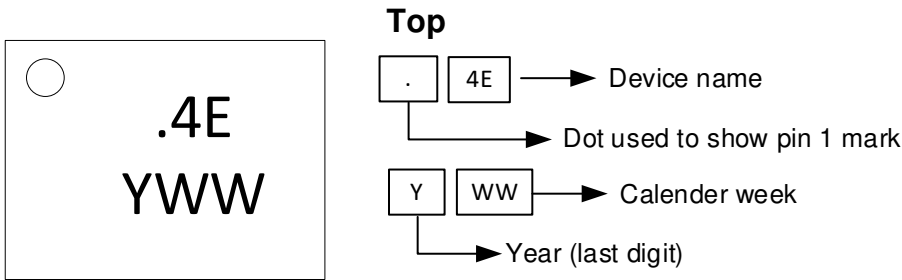 .4E
YWW
Top
. 4E Device name
Dot used to show pin 1 mark
Y WW Calender week
Year (last digit)